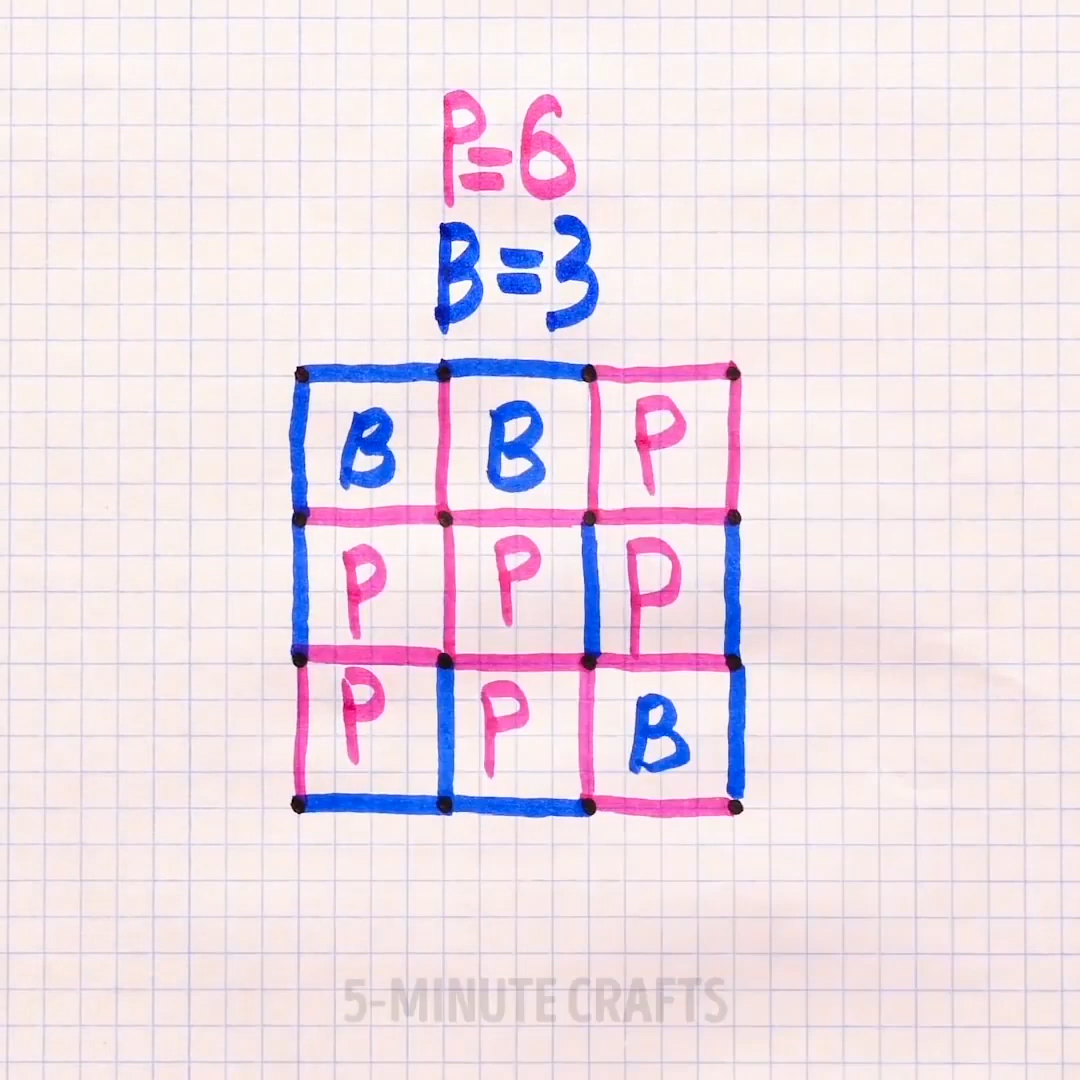 P=6
B=3
B B P
P P P
P P B
5-MINUTE CRAFTS